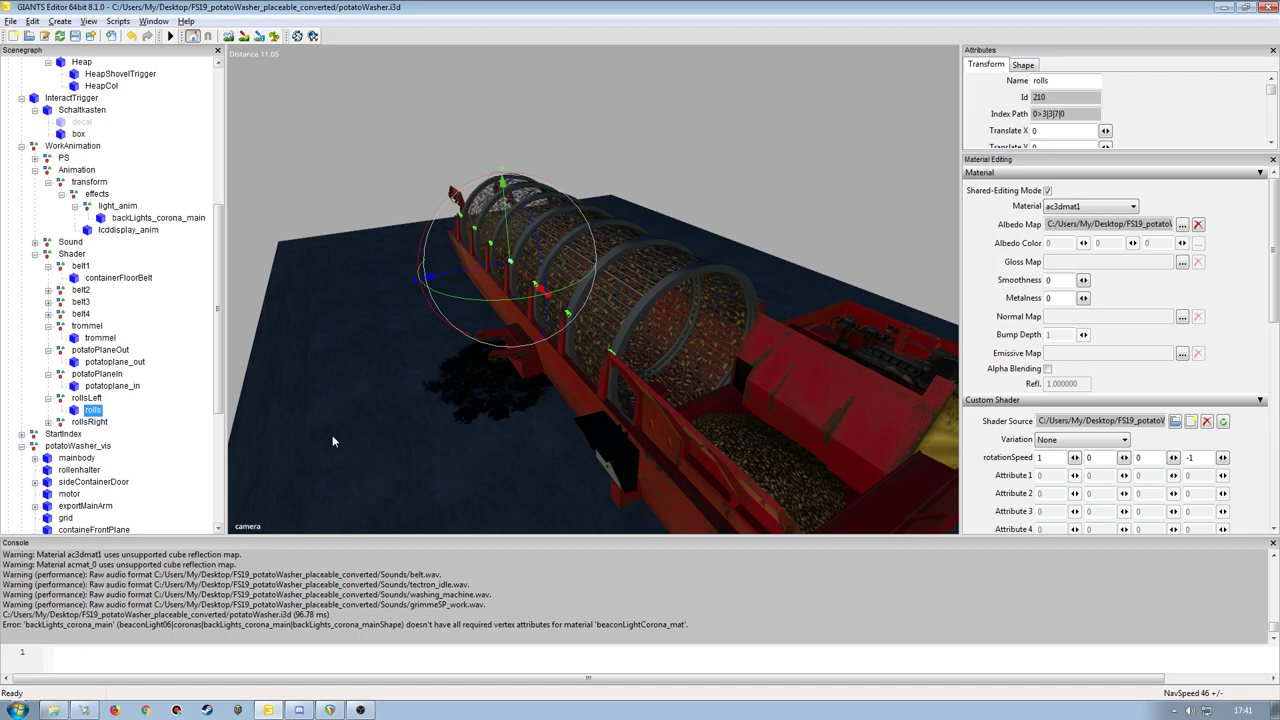 GIANTS Editor 64bit 8.1.0 - C:/Users/My/Desktop/FS19_potatoWasher_placeable_converted/potatoWasher.i3d
File Edit View Create Scripts Window Help
Scenegraph
Heap
HeapShovelTrigger
HeapCol
InteractTrigger
Schaltkasten
decal
box
WorkAnimation
PS
Animation
transform
effects
light_anim
backLights_corona_main
lcddisplay_anim
Sound
Shader
belt1
containerFloorBelt
belt2
belt3
belt4
trommel
trommel
potatoPlaneOut
potatoplane_out
potatoPlaneIn
potatoplane_in
rollsLeft
rolls
rollsRight
StartIndex
potatoWasher_vis
mainbody
rollenhalter
sideContainerDoor
motor
exportMainArm
grid
containeFrontPlane
Distance 11.05
camera
Attributes
Transform Shape
Name rolls
Id 210
Index Path 0>3|3|7|0
Translate X 0
Translate Y 0
Material Editing
Material
Shared-Editing Mode
Material ac3dmat1
Albedo Map C:/Users/My/Desktop/FS19_potatoW ...
Albedo Color 0 0 0 ...
Gloss Map ...
Smoothness 0
Metalness 0
Normal Map ...
Bump Depth 1
Emissive Map ...
Alpha Blending
Refl. 1.000000
Custom Shader
Shader Source C:/Users/My/Desktop/FS19_potatoW
Variation None
rotationSpeed 1 0 0 -1
Attribute 1 0 0 0 0
Attribute 2 0 0 0 0
Attribute 3 0 0 0 0
Attribute 4 0 0 0 0
Console
Warning: Material ac3dmat1 uses unsupported cube reflection map.
Warning: Material acmat_0 uses unsupported cube reflection map.
Warning (performance): Raw audio format C:/Users/My/Desktop/FS19_potatoWasher_placeable_converted/Sounds/belt.wav.
Warning (performance): Raw audio format C:/Users/My/Desktop/FS19_potatoWasher_placeable_converted/Sounds/tectron_idle.wav.
Warning (performance): Raw audio format C:/Users/My/Desktop/FS19_potatoWasher_placeable_converted/Sounds/washing_machine.wav.
Warning (performance): Raw audio format C:/Users/My/Desktop/FS19_potatoWasher_placeable_converted/Sounds/grimmeSP_work.wav.
C:/Users/My/Desktop/FS19_potatoWasher_placeable_converted/potatoWasher.i3d (96.78 ms)
Error: 'backLights_corona_main' (beaconLight06|coronas|backLights_corona_main|backLights_corona_mainShape) doesn't have all required vertex attributes for material 'beaconLightCorona_mat'.
1
Ready
NavSpeed 46 +/-
17:41